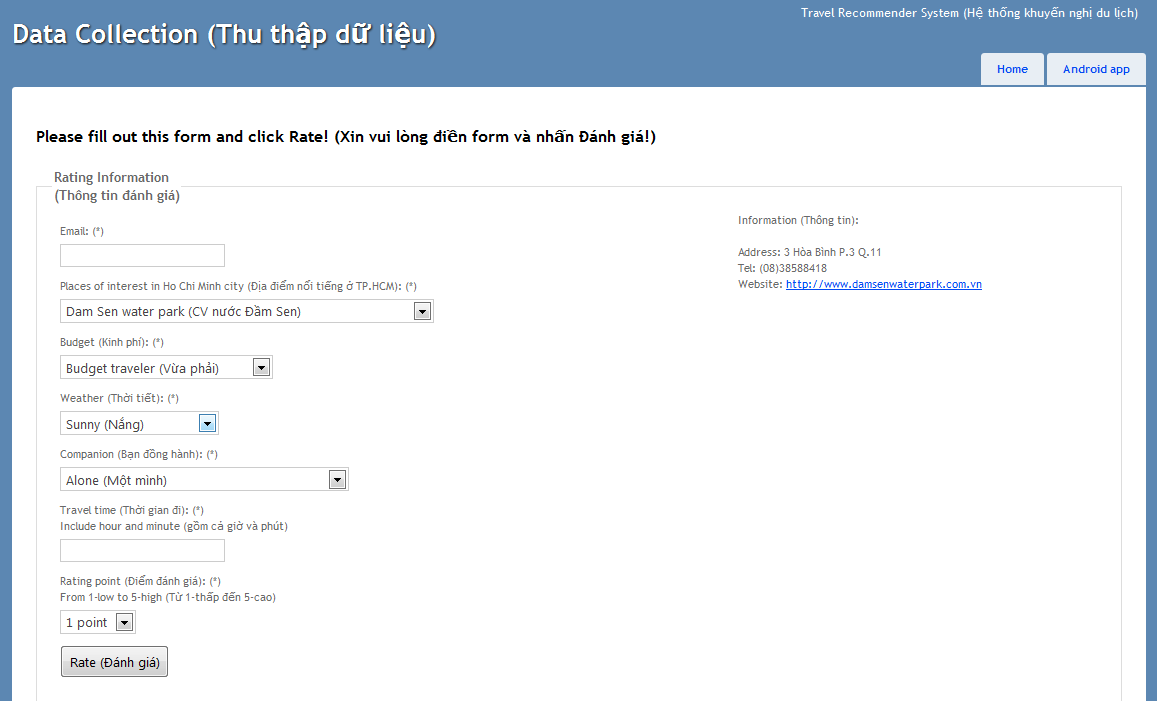 Travel Recommender System (Hệ thống khuyến nghị du lịch)
Data Collection (Thu thập dữ liệu)
Home
Android app
Please fill out this form and click Rate! (Xin vui lòng điền form và nhấn Đánh giá!)
Rating Information
(Thông tin đánh giá)
Email: (*)
Places of interest in Ho Chi Minh city (Địa điểm nổi tiếng ở TP.HCM): (*)
Dam Sen water park (CV nước Đầm Sen)
Budget (Kinh phí): (*)
Budget traveler (Vừa phải)
Weather (Thời tiết): (*)
Sunny (Nắng)
Companion (Bạn đồng hành): (*)
Alone (Một mình)
Travel time (Thời gian đi): (*)
Include hour and minute (gồm cả giờ và phút)
Rating point (Điểm đánh giá): (*)
From 1-low to 5-high (Từ 1-thấp đến 5-cao)
1 point
Rate (Đánh giá)
Information (Thông tin):
Address: 3 Hòa Bình P.3 Q.11
Tel: (08)38588418
Website: http://www.damsenwaterpark.com.vn